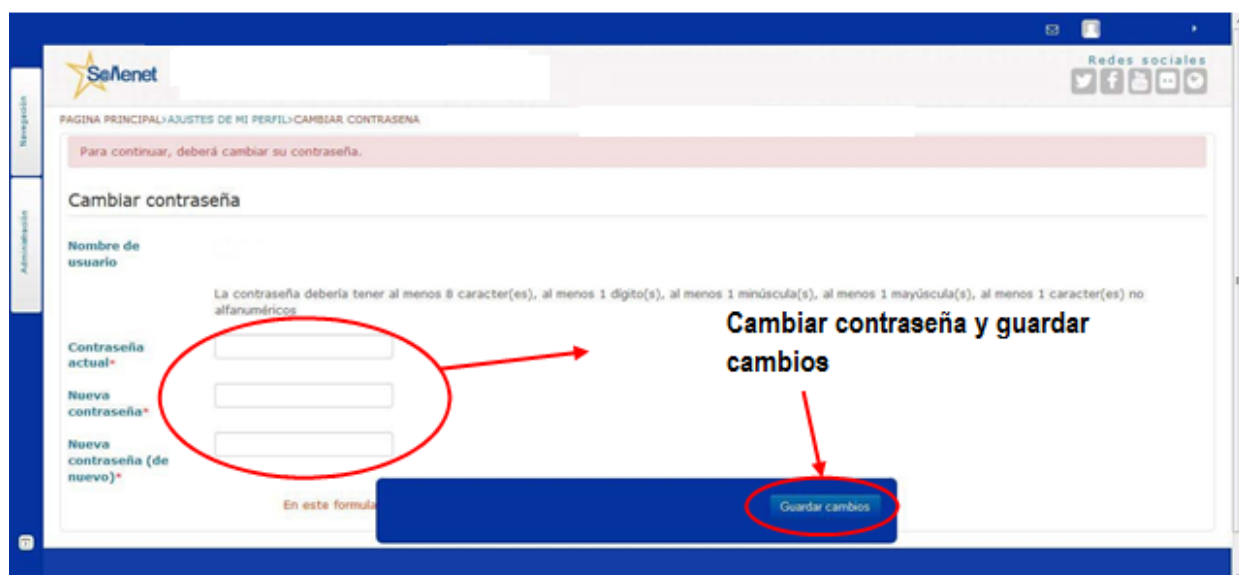 Señenet
Redes sociales
Navegación
PAGINA PRINCIPAL›AJUSTES DE MI PERFIL›CAMBIAR CONTRASENA
Para continuar, deberá cambiar su contraseña.
Cambiar contraseña
Administración
Nombre de
usuario
La contraseña debería tener al menos 8 caracter(es), al menos 1 dígito(s), al menos 1 minúscula(s), al menos 1 mayúscula(s), al menos 1 caracter(es) no
alfanuméricos
Cambiar contraseña y guardar
cambios
Contraseña
actual*
Nueva
contraseña*
Nueva
contraseña (de
nuevo)*
En este formula
Guardar cambios